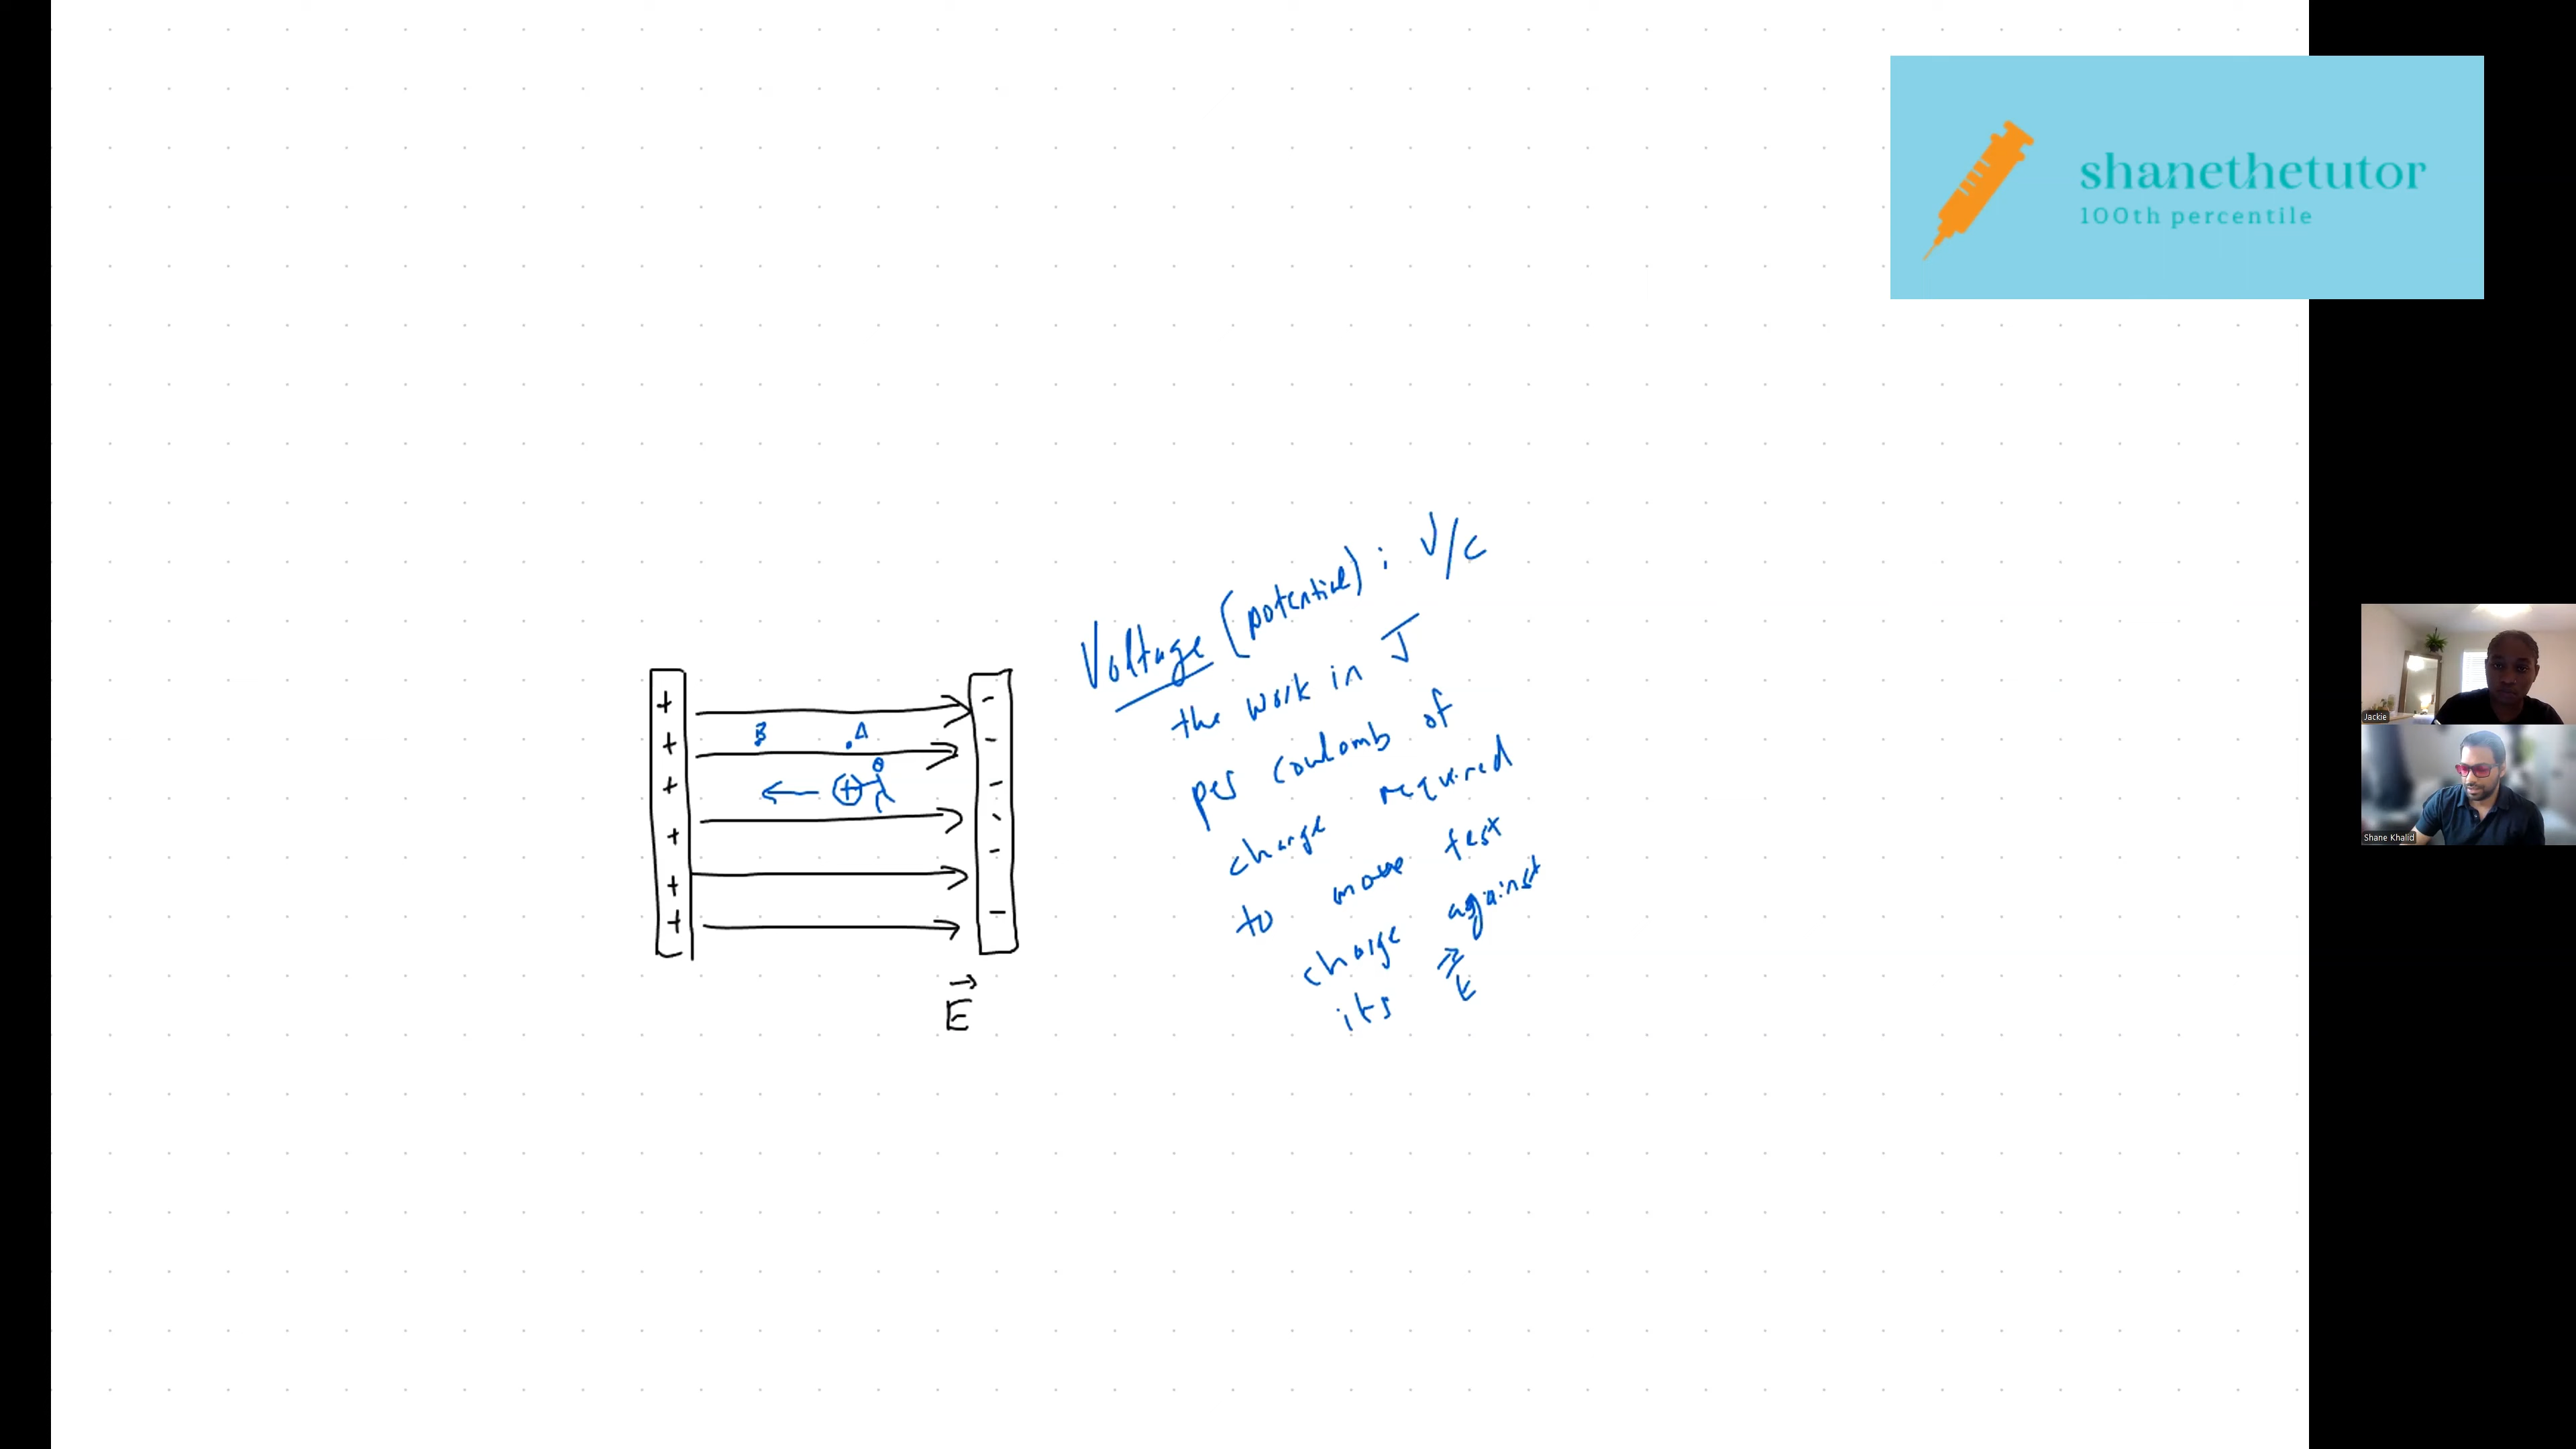 shanethetutor
100th percentile
Voltage (potential): J/C
the work in J
per coulomb of
charge required
to move test
charge against
its E
+ -
+ -
+ -
+ -
+ -
+ -
B .A
+
E
Jackie
Shane Khalid